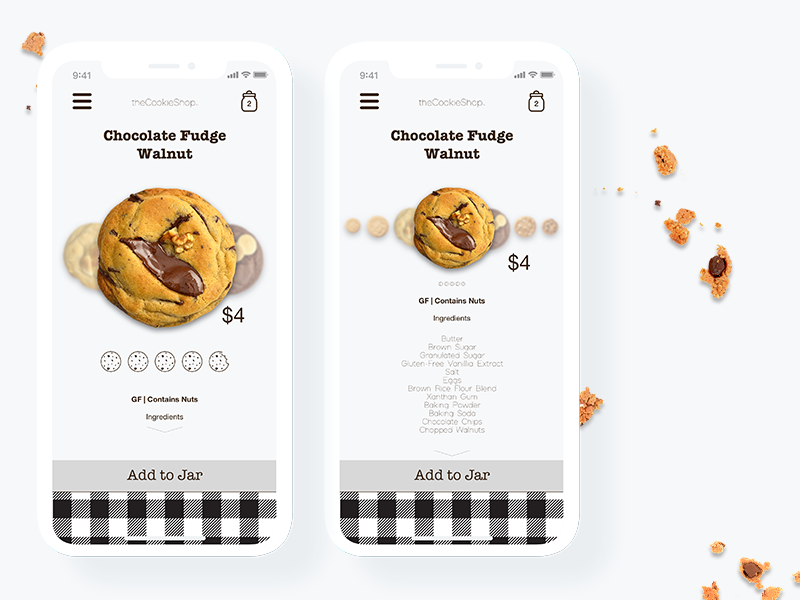 9:41
theCookieShop.
2
Chocolate Fudge
Walnut
$4
GF | Contains Nuts
Ingredients
Add to Jar
9:41
theCookieShop.
2
Chocolate Fudge
Walnut
$4
GF | Contains Nuts
Ingredients
Butter
Brown Sugar
Granulated Sugar
Gluten-Free Vanillia Extract
Salt
Eggs
Brown Rice Flour Blend
Xanthan Gum
Baking Powder
Baking Soda
Chocolate Chips
Chopped Walnuts
Add to Jar